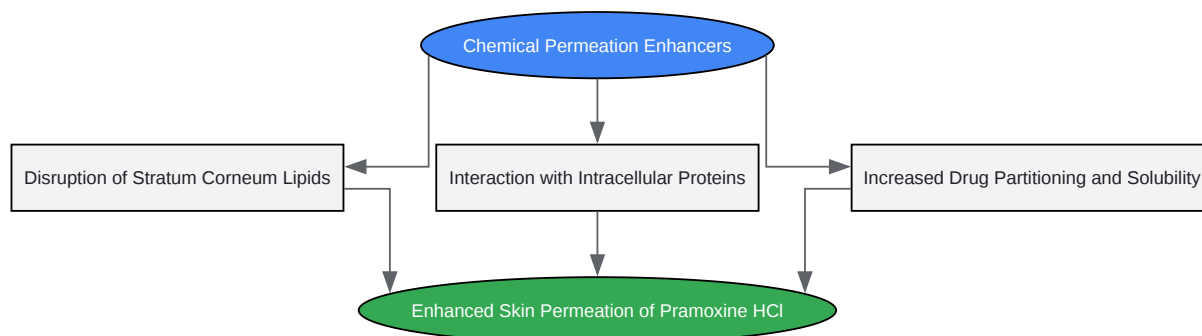 Chemical Permeation Enhancers
Disruption of Stratum Corneum Lipids
Interaction with Intracellular Proteins
Increased Drug Partitioning and Solubility
Enhanced Skin Permeation of Pramoxine HCl